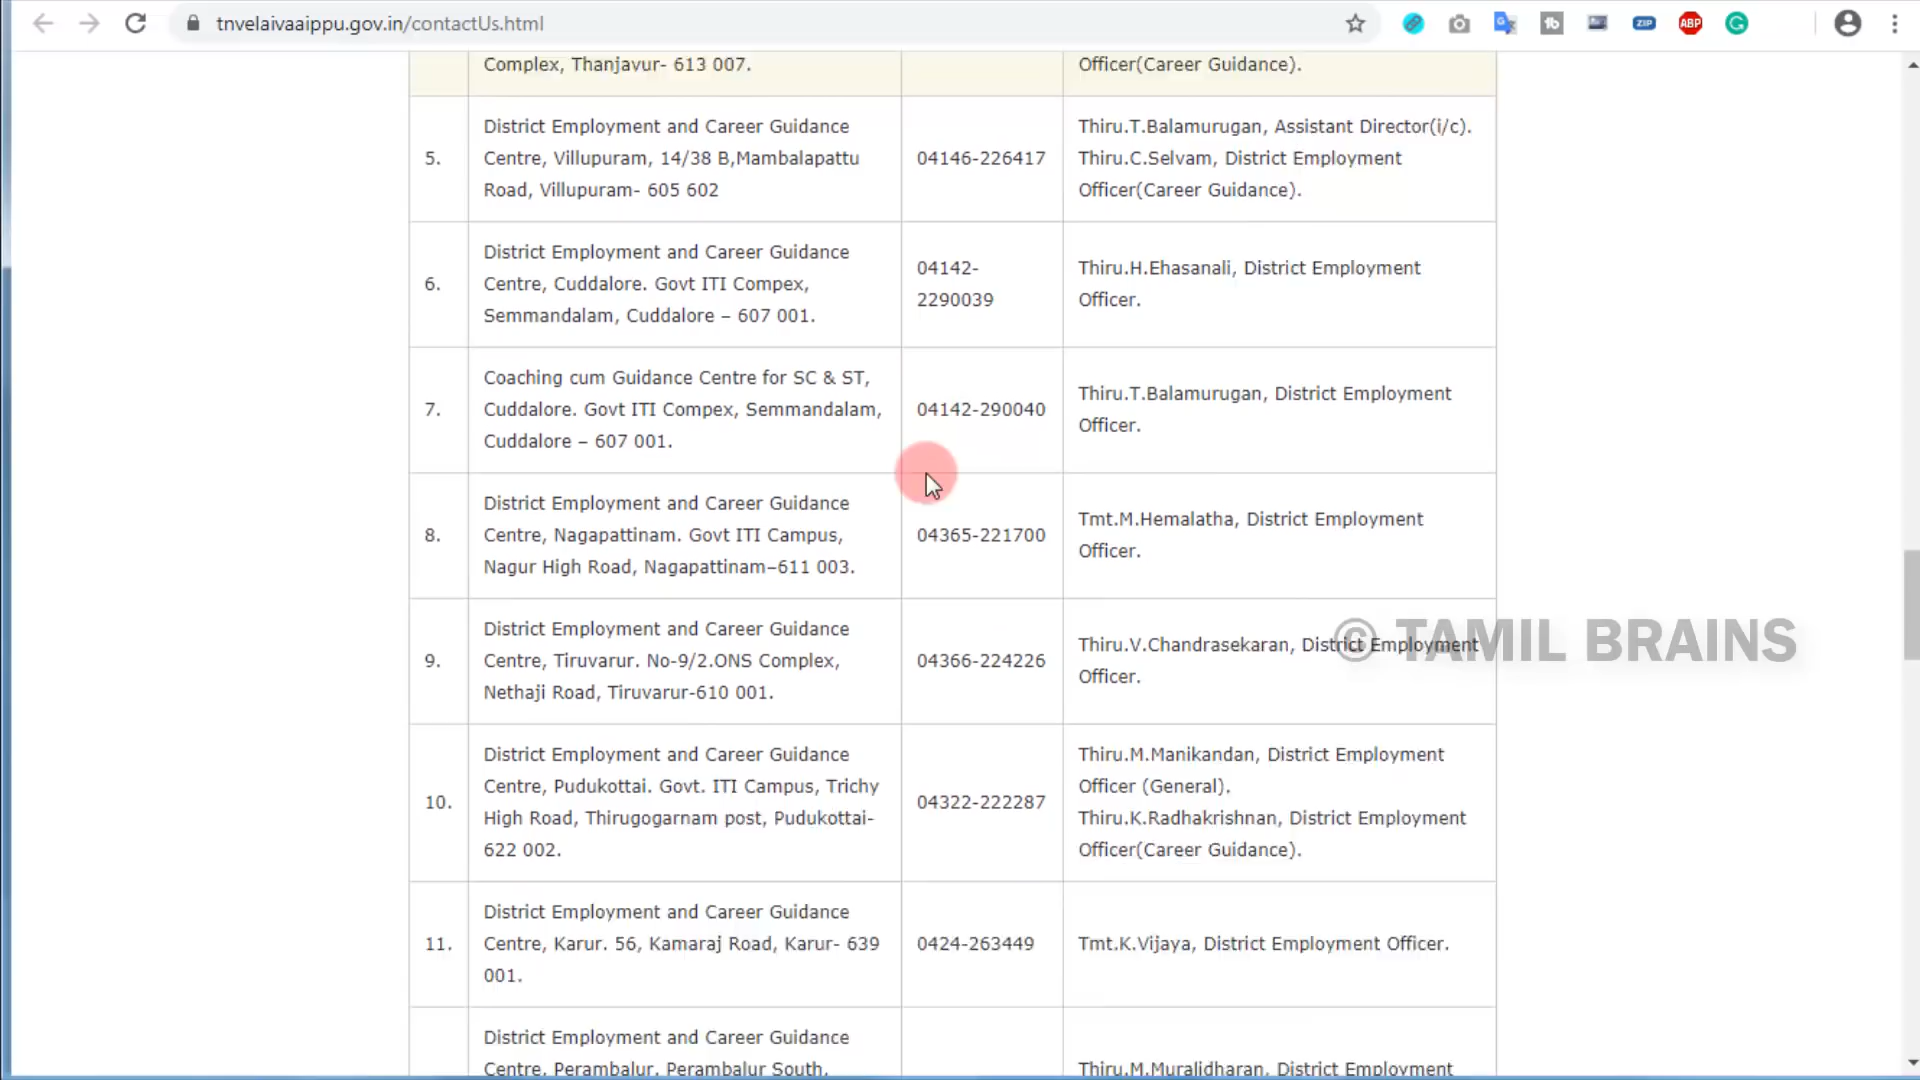 tnvelaivaaippu.gov.in/contactUs.html
ZIP
ABP
Complex, Thanjavur- 613 007.
Officer(Career Guidance).
5.
District Employment and Career Guidance
Centre, Villupuram, 14/38 B,Mambalapattu
Road, Villupuram- 605 602
04146-226417
Thiru.T.Balamurugan, Assistant Director(i/c).
Thiru.C.Selvam, District Employment
Officer(Career Guidance).
6.
District Employment and Career Guidance
Centre, Cuddalore. Govt ITI Compex,
Semmandalam, Cuddalore – 607 001.
04142-
2290039
Thiru.H.Ehasanali, District Employment
Officer.
7.
Coaching cum Guidance Centre for SC & ST,
Cuddalore. Govt ITI Compex, Semmandalam,
Cuddalore – 607 001.
04142-290040
Thiru.T.Balamurugan, District Employment
Officer.
8.
District Employment and Career Guidance
Centre, Nagapattinam. Govt ITI Campus,
Nagur High Road, Nagapattinam–611 003.
04365-221700
Tmt.M.Hemalatha, District Employment
Officer.
9.
District Employment and Career Guidance
Centre, Tiruvarur. No-9/2.ONS Complex,
Nethaji Road, Tiruvarur-610 001.
04366-224226
Thiru.V.Chandrasekaran, District Employment
Officer.
© TAMIL BRAINS
10.
District Employment and Career Guidance
Centre, Pudukottai. Govt. ITI Campus, Trichy
High Road, Thirugogarnam post, Pudukottai-
622 002.
04322-222287
Thiru.M.Manikandan, District Employment
Officer (General).
Thiru.K.Radhakrishnan, District Employment
Officer(Career Guidance).
11.
District Employment and Career Guidance
Centre, Karur. 56, Kamaraj Road, Karur- 639
001.
0424-263449
Tmt.K.Vijaya, District Employment Officer.
District Employment and Career Guidance
Centre, Perambalur. Perambalur South,
Thiru.M.Muralidharan, District Employment